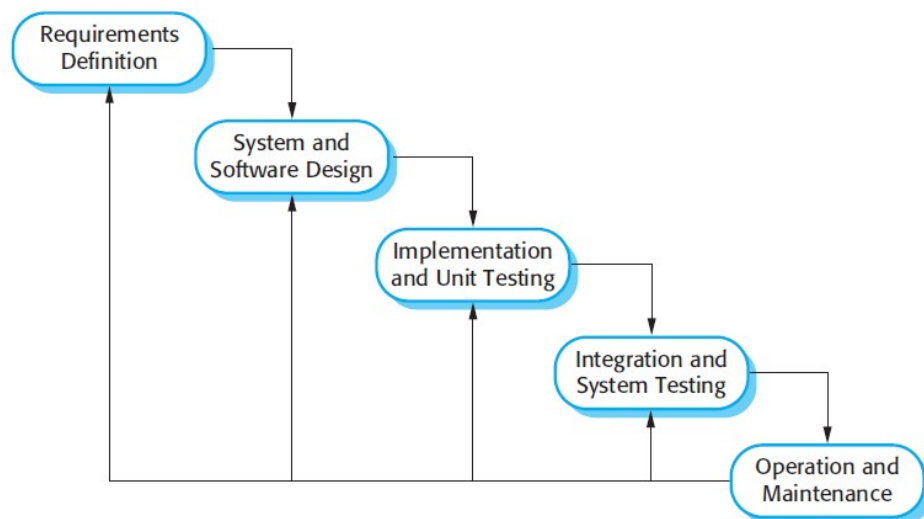 Requirements
Definition
System and
Software Design
Implementation
and Unit Testing
Integration and
System Testing
Operation and
Maintenance